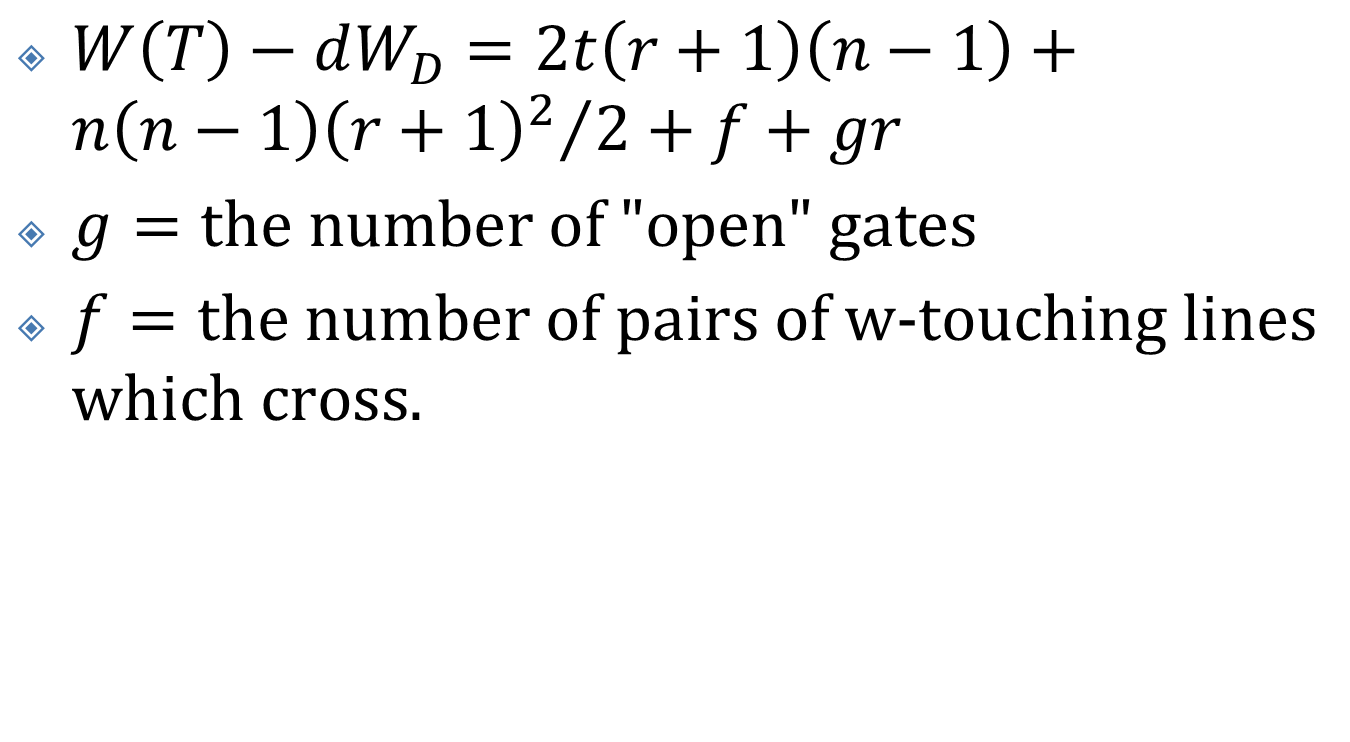 W(T) − dW_D = 2t(r + 1)(n − 1) +
n(n − 1)(r + 1)²/2 + f + gr
g = the number of "open" gates
f = the number of pairs of w-touching lines
which cross.